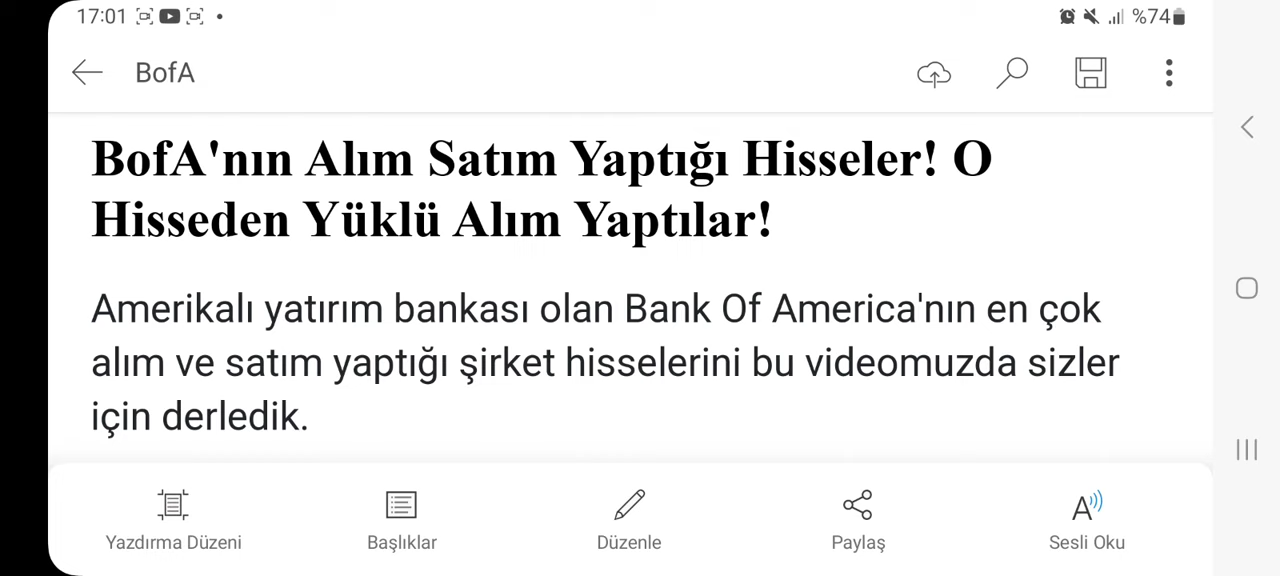 17:01 %74
BofA
BofA'nın Alım Satım Yaptığı Hisseler! O
Hisseden Yüklü Alım Yaptılar!
Amerikalı yatırım bankası olan Bank Of America'nın en çok
alım ve satım yaptığı şirket hisselerini bu videomuzda sizler
için derledik.
Yazdırma Düzeni Başlıklar Düzenle Paylaş Sesli Oku